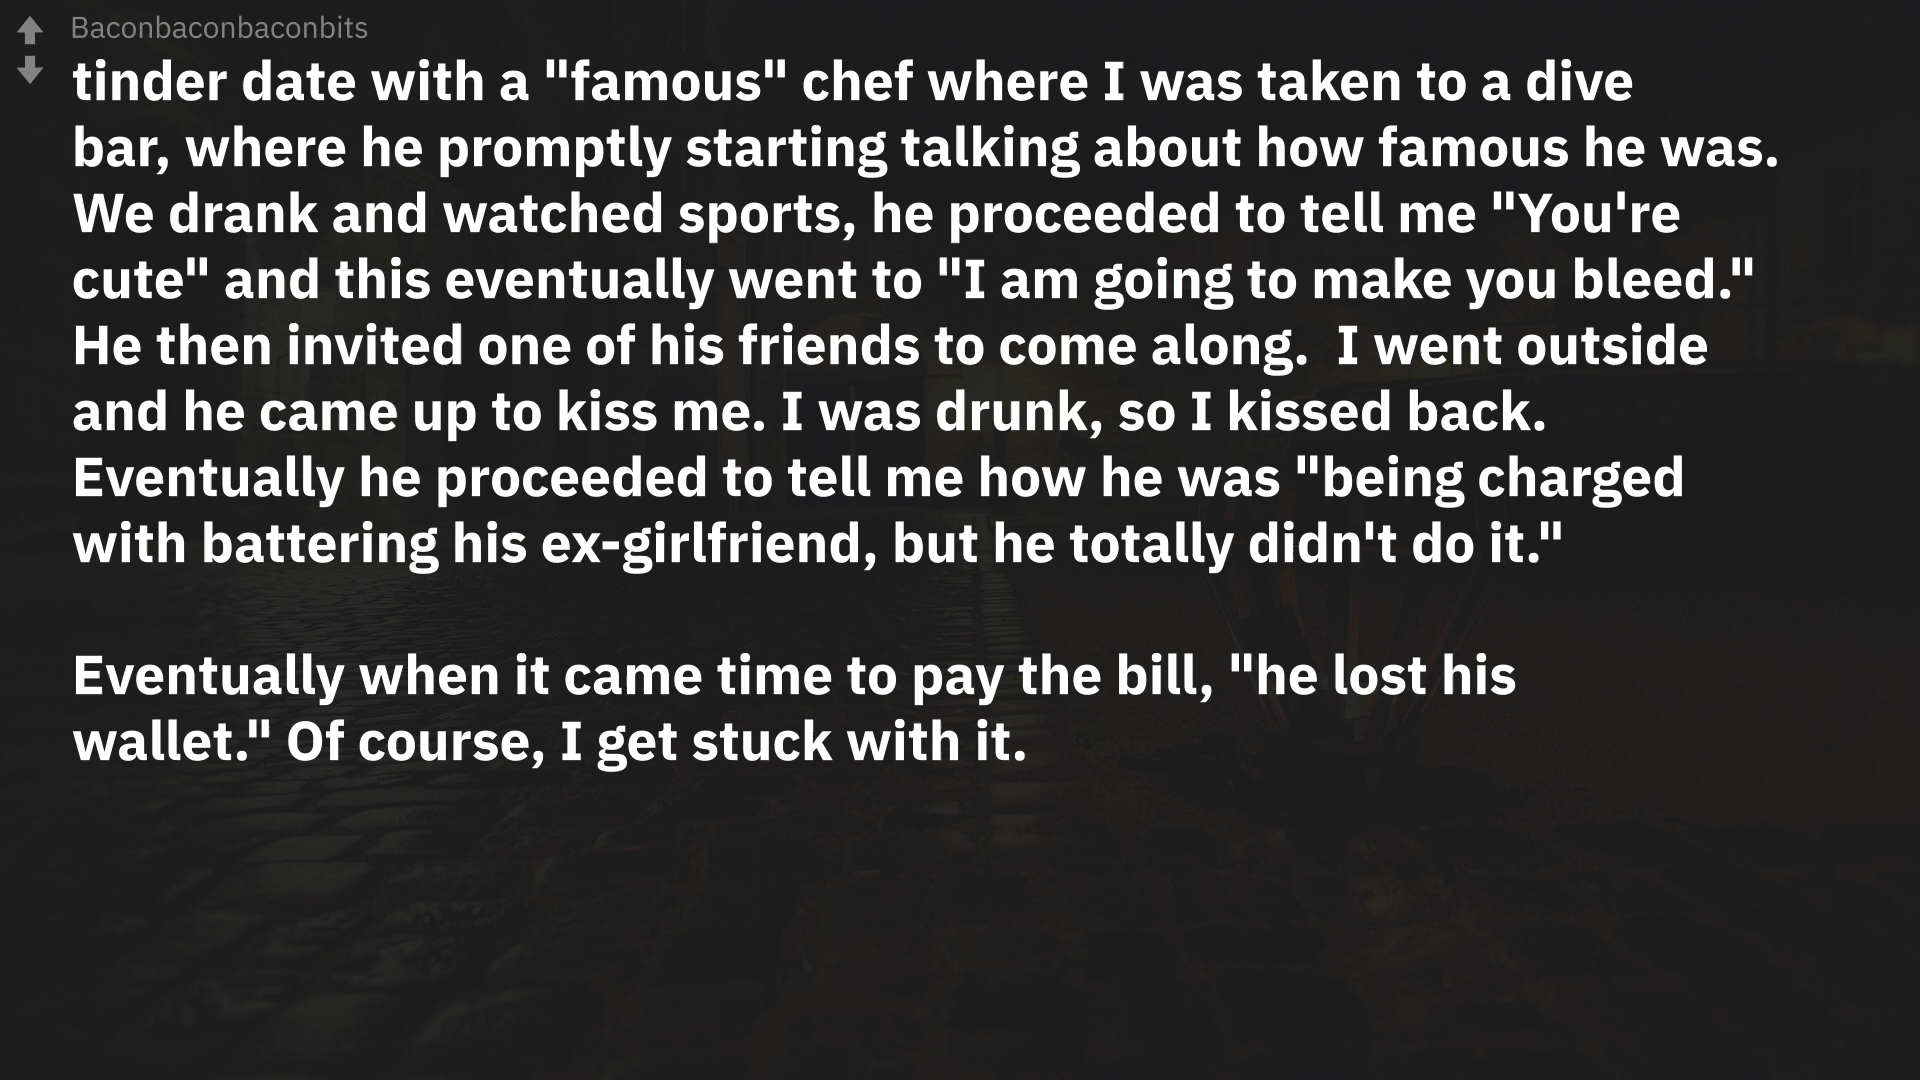 Baconbaconbaconbits
tinder date with a "famous" chef where I was taken to a dive
bar, where he promptly starting talking about how famous he was.
We drank and watched sports, he proceeded to tell me "You're
cute" and this eventually went to "I am going to make you bleed."
He then invited one of his friends to come along.  I went outside
and he came up to kiss me. I was drunk, so I kissed back.
Eventually he proceeded to tell me how he was "being charged
with battering his ex-girlfriend, but he totally didn't do it."
Eventually when it came time to pay the bill, "he lost his
wallet." Of course, I get stuck with it.